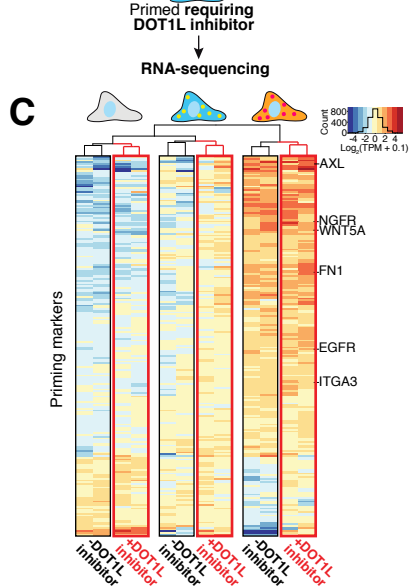 Primed requiring
DOT1L inhibitor
RNA-sequencing
C
Count
800
400
0
-4 -2 0 2 4
Log2(TPM + 0.1)
AXL
NGFR
WNT5A
FN1
EGFR
ITGA3
Priming markers
-DOT1L
inhibitor
+DOT1L
inhibitor
-DOT1L
inhibitor
+DOT1L
inhibitor
-DOT1L
inhibitor
+DOT1L
inhibitor